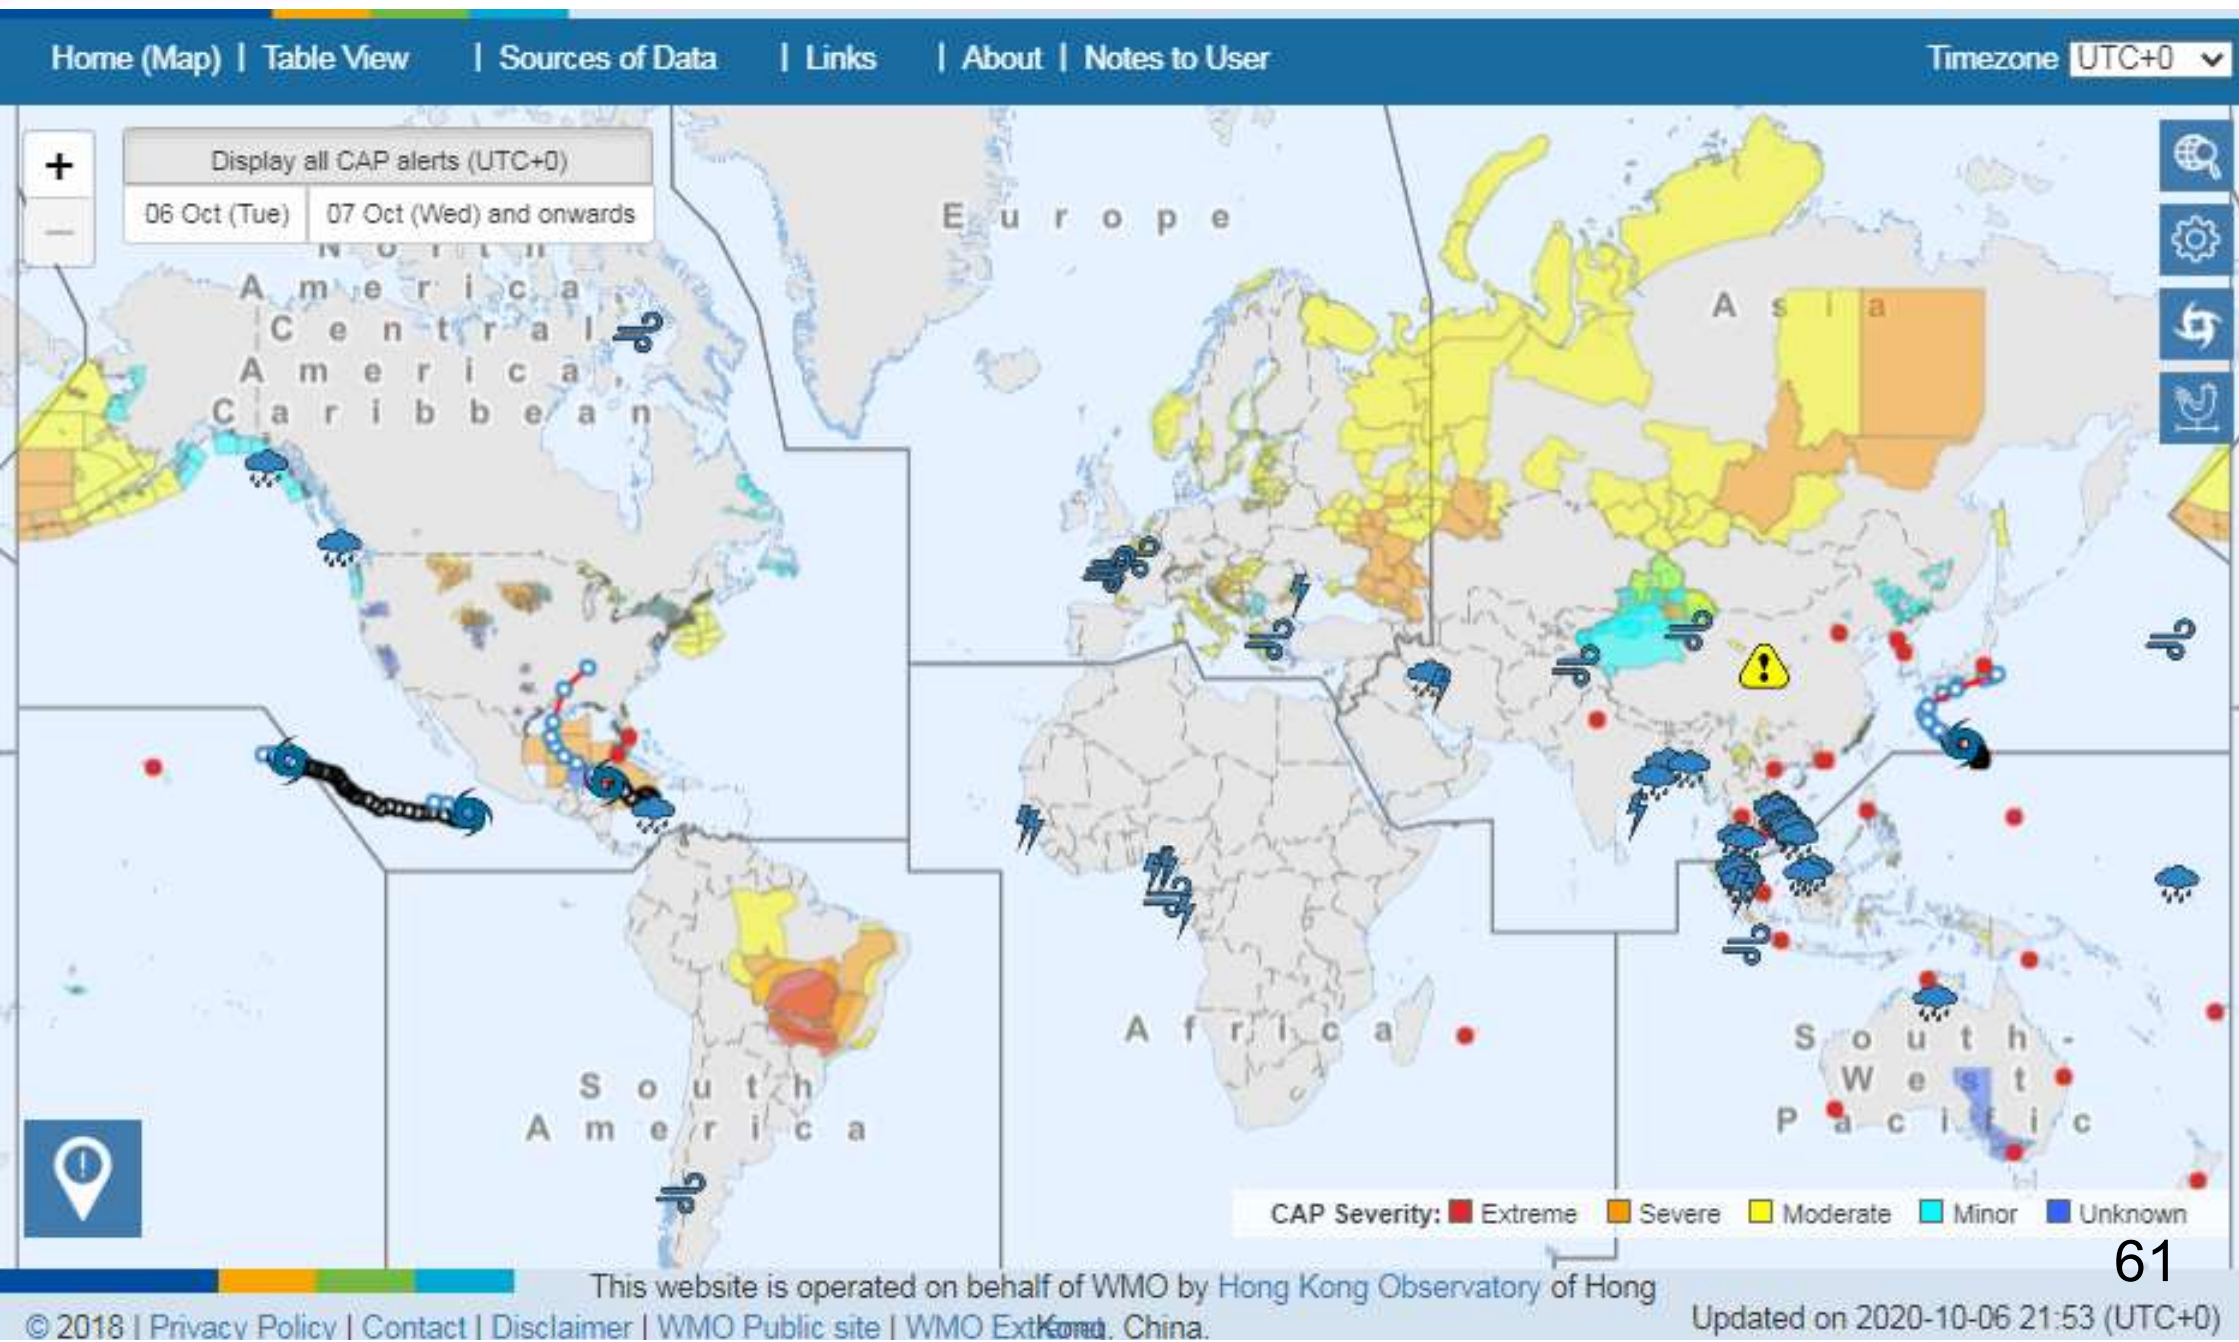 Home (Map) | Table View | Sources of Data | Links | About | Notes to User
Timezone UTC+0
+
−
Display all CAP alerts (UTC+0)
06 Oct (Tue) 07 Oct (Wed) and onwards
Europe
North
America,
Central
America,
Caribbean
Asia
Africa
South
America
South-
West
Pacific
CAP Severity: Extreme Severe Moderate Minor Unknown
61
This website is operated on behalf of WMO by Hong Kong Observatory of Hong
Kong, China.
© 2018 | Privacy Policy | Contact | Disclaimer | WMO Public site | WMO Extranet
Updated on 2020-10-06 21:53 (UTC+0)